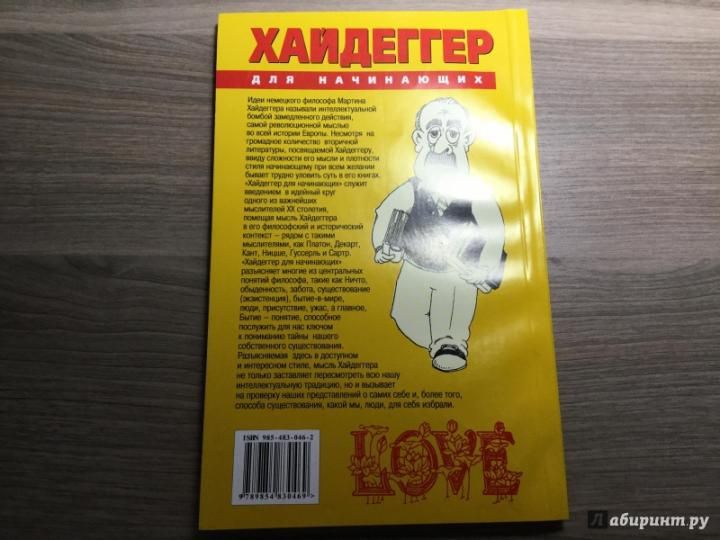 ХАЙДЕГГЕР
ДЛЯ НАЧИНАЮЩИХ
Идеи немецкого философа Мартина
Хайдеггера называли интеллектуальной
бомбой замедленного действия,
самой революционной мыслью
во всей истории Европы. Несмотря на
громадное количество вторичной
литературы, посвящаемой Хайдеггеру,
ввиду сложности его мысли и плотности
стиля начинающему при всем желании
бывает трудно уловить суть в его книгах.
«Хайдеггер для начинающих» служит
введением в идейный круг
одного из важнейших
мыслителей XX столетия,
помещая мысль Хайдеггера
в его философский и исторический
контекст – рядом с такими
мыслителями, как Платон, Декарт,
Кант, Ницше, Гуссерль и Сартр.
«Хайдеггер для начинающих»
разъясняет многие из центральных
понятий философа, такие как Ничто,
обыденность, забота, существование
(экзистенция), бытие-в-мире,
люди, присутствие, ужас, а главное,
Бытие – понятие, способное
послужить для нас ключом
к пониманию тайны нашего
собственного существования.
Разъясняемая здесь в доступном
и интересном стиле, мысль Хайдеггера
не только заставляет пересмотреть всю нашу
интеллектуальную традицию, но и вызывает
на проверку наших представлений о самих себе и, более того,
способа существования, какой мы, люди, для себя избрали.
ISBN 985-483-046-2
9 789854 830469 >
LOVE
Лабиринт.ру